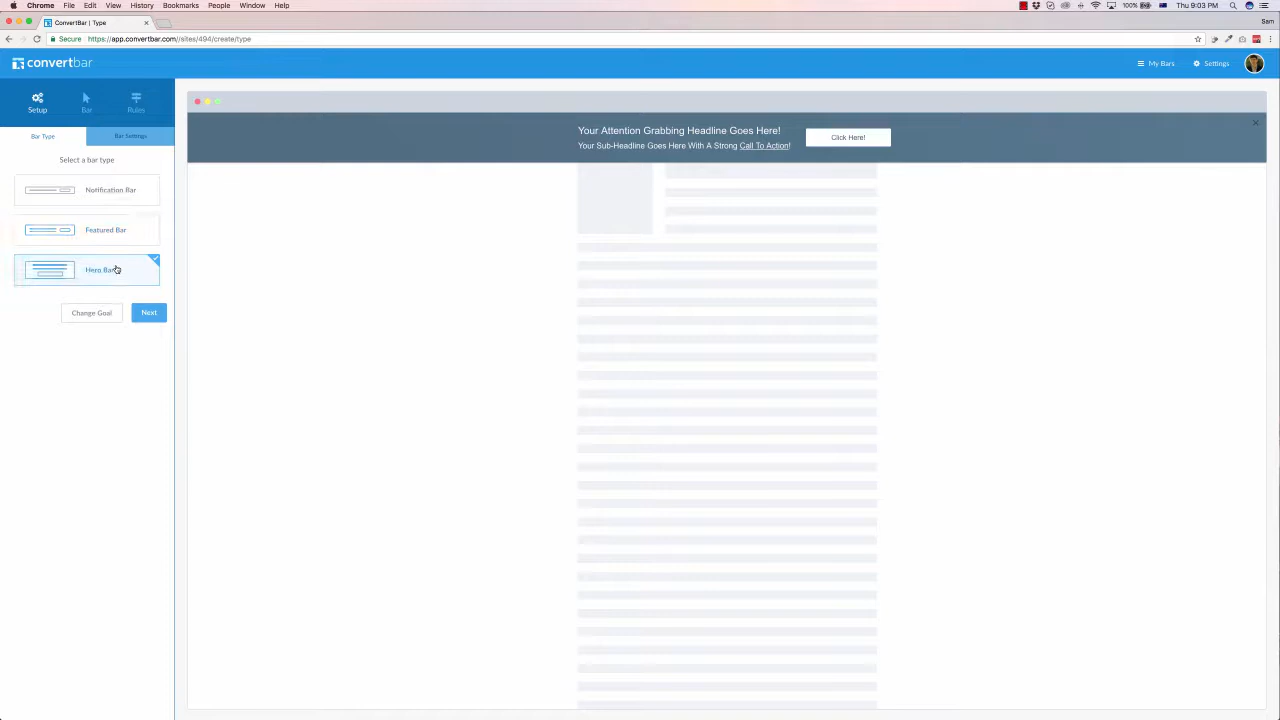 Chrome File Edit View History Bookmarks People Window Help
100% Thu 9:03 PM
ConvertBar | Type
Sam
Secure https://app.convertbar.com//sites/494/create/type
convertbar
My Bars
Settings
Setup
Bar
Rules
Bar Type
Bar Settings
Select a bar type
Notification Bar
Featured Bar
Hero Bar
Change Goal
Next
Your Attention Grabbing Headline Goes Here!
Your Sub-Headline Goes Here With A Strong Call To Action!
Click Here!